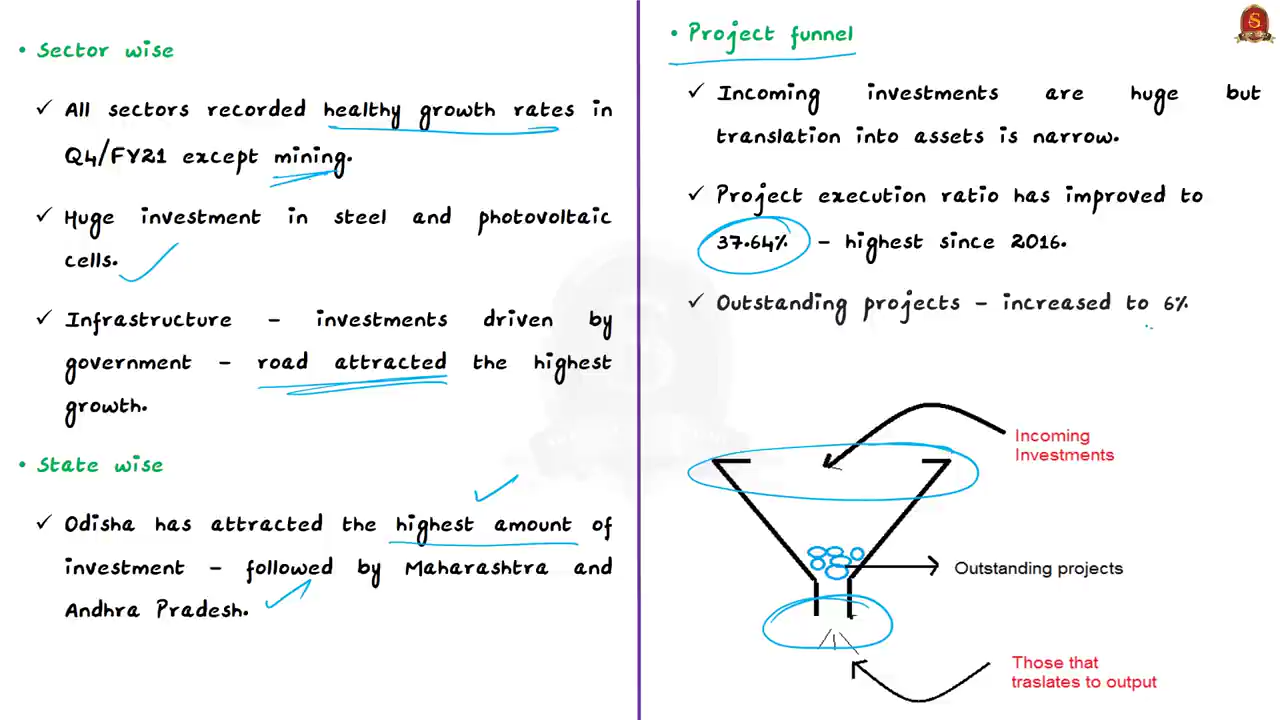 • Sector wise
✓ All sectors recorded healthy growth rates in
Q4/FY21 except mining.
✓ Huge investment in steel and photovoltaic
cells.
✓ Infrastructure – investments driven by
government – road attracted the highest
growth.
• State wise
✓ Odisha has attracted the highest amount of
investment – followed by Maharashtra and
Andhra Pradesh.
• Project funnel
✓ Incoming investments are huge but
translation into assets is narrow.
✓ Project execution ratio has improved to
37.64% – highest since 2016.
✓ Outstanding projects – increased to 6%
Incoming
Investments
Outstanding projects
Those that
traslates to output
S